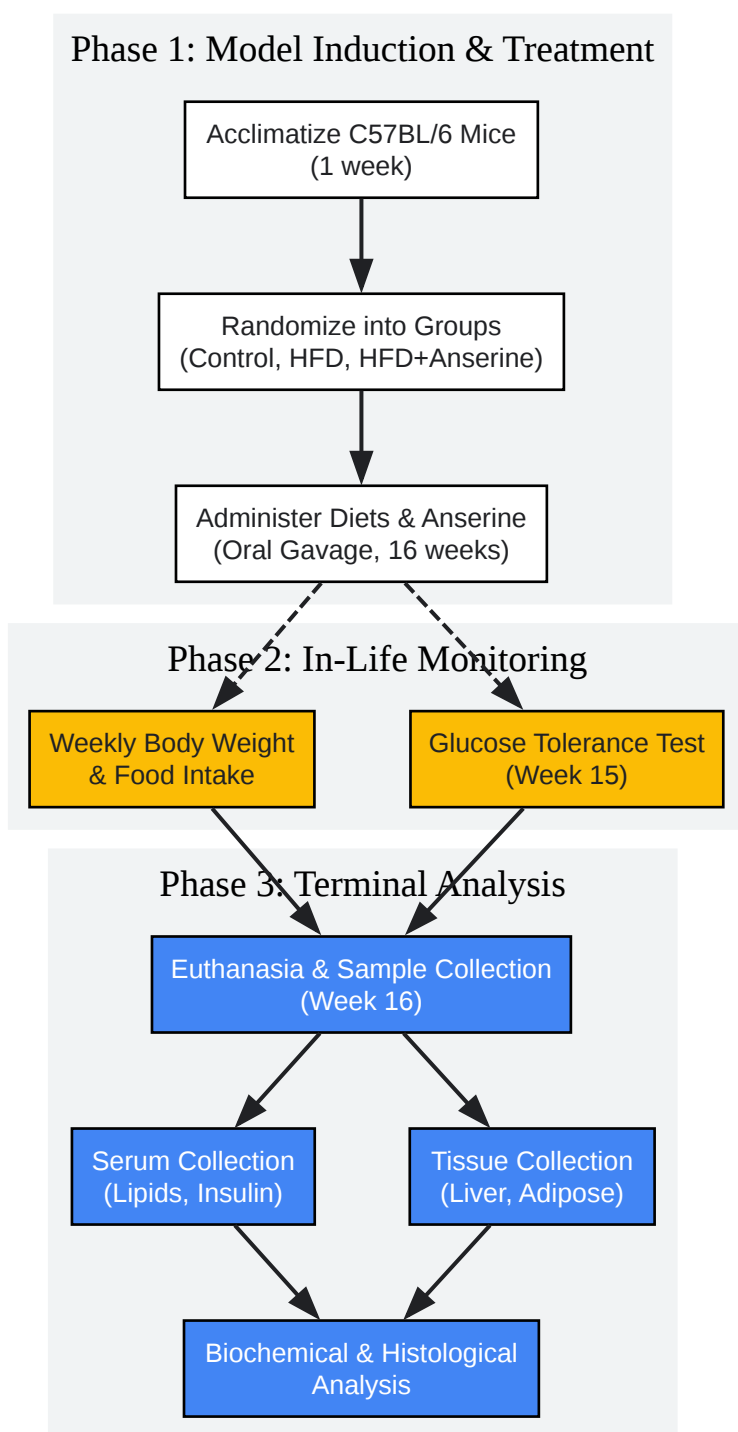 Phase 1: Model Induction & Treatment
Acclimatize C57BL/6 Mice
(1 week)
Randomize into Groups
(Control, HFD, HFD+Anserine)
Administer Diets & Anserine
(Oral Gavage, 16 weeks)
Phase 2: In-Life Monitoring
Weekly Body Weight
& Food Intake
Glucose Tolerance Test
(Week 15)
Phase 3: Terminal Analysis
Euthanasia & Sample Collection
(Week 16)
Serum Collection
(Lipids, Insulin)
Tissue Collection
(Liver, Adipose)
Biochemical & Histological
Analysis